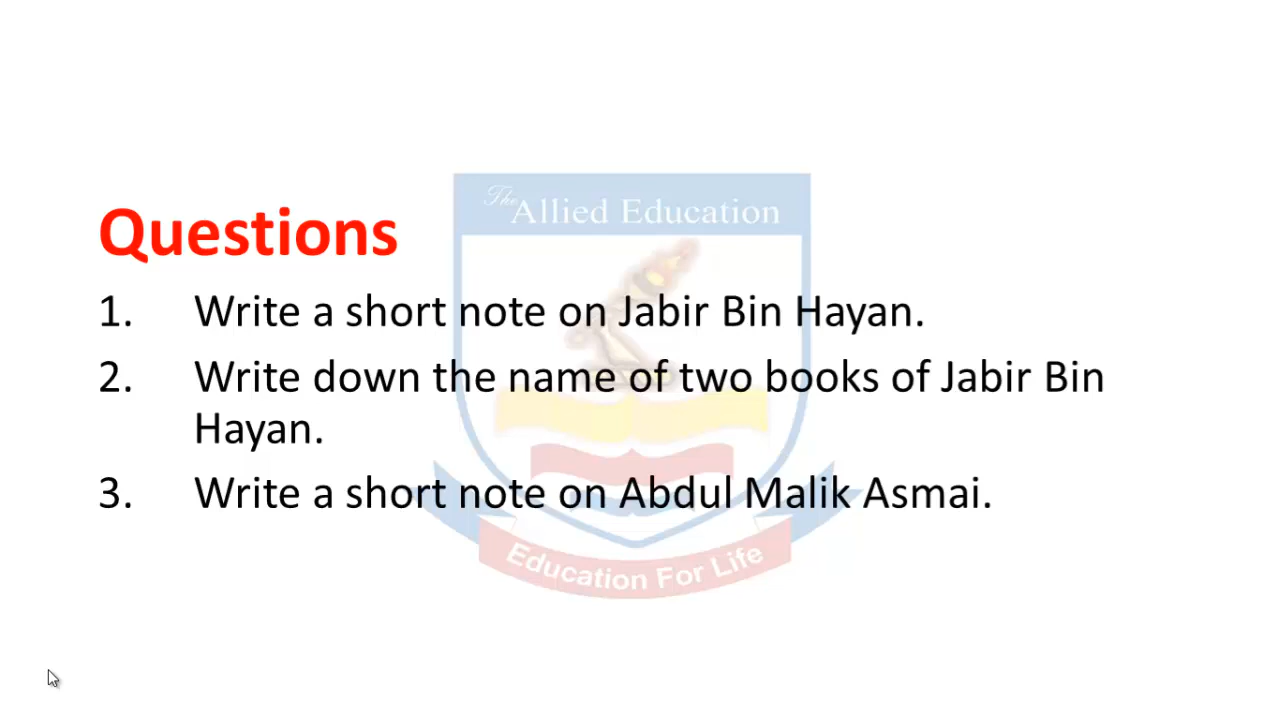 The
Allied Education
Questions
1. Write a short note on Jabir Bin Hayan.
2. Write down the name of two books of Jabir Bin
Hayan.
3. Write a short note on Abdul Malik Asmai.
Education For Life